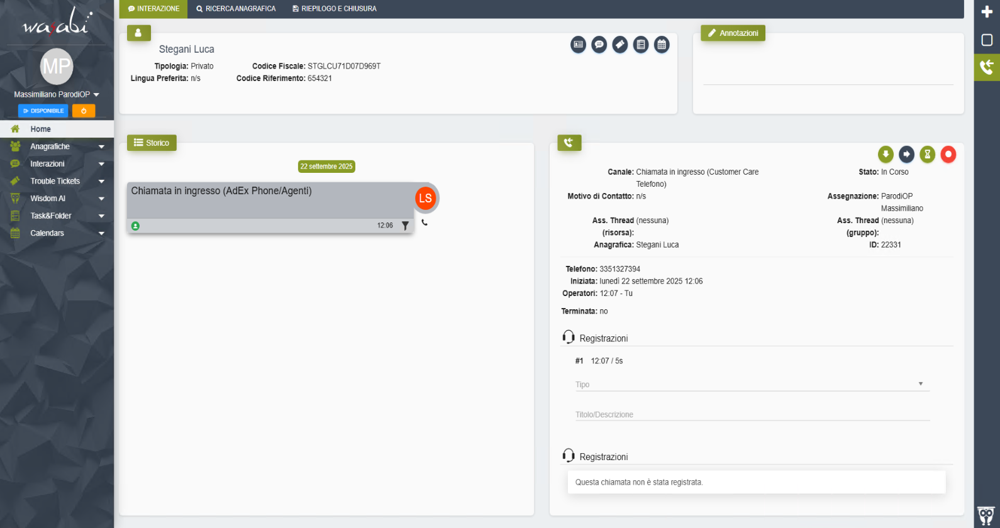 wasabi
MP
Massimiliano ParodiOP
DISPONIBILE
Home
Anagrafiche
Interazioni
Trouble Tickets
Wisdom AI
Task&Folder
Calendars
INTERAZIONE
RICERCA ANAGRAFICA
RIEPILOGO E CHIUSURA
Stegani Luca
Tipologia: Privato
Codice Fiscale: STGLCU71D07D969T
Lingua Preferita: n/s
Codice Riferimento: 654321
Annotazioni
Storico
22 settembre 2025
Chiamata in ingresso (AdEx Phone/Agenti)
LS
12:06
Canale: Chiamata in ingresso (Customer Care
Telefono)
Stato: In Corso
Motivo di Contatto: n/s
Assegnazione: ParodiOP
Massimiliano
Ass. Thread (nessuna)
(risorsa):
Ass. Thread (nessuna)
(gruppo):
Anagrafica: Stegani Luca
ID: 22331
Telefono: 3351327394
Iniziata: lunedì 22 settembre 2025 12:06
Operatori: 12:07 - Tu
Terminata: no
Registrazioni
#1 12:07 / 5s
Tipo
Titolo/Descrizione
Registrazioni
Questa chiamata non è stata registrata.